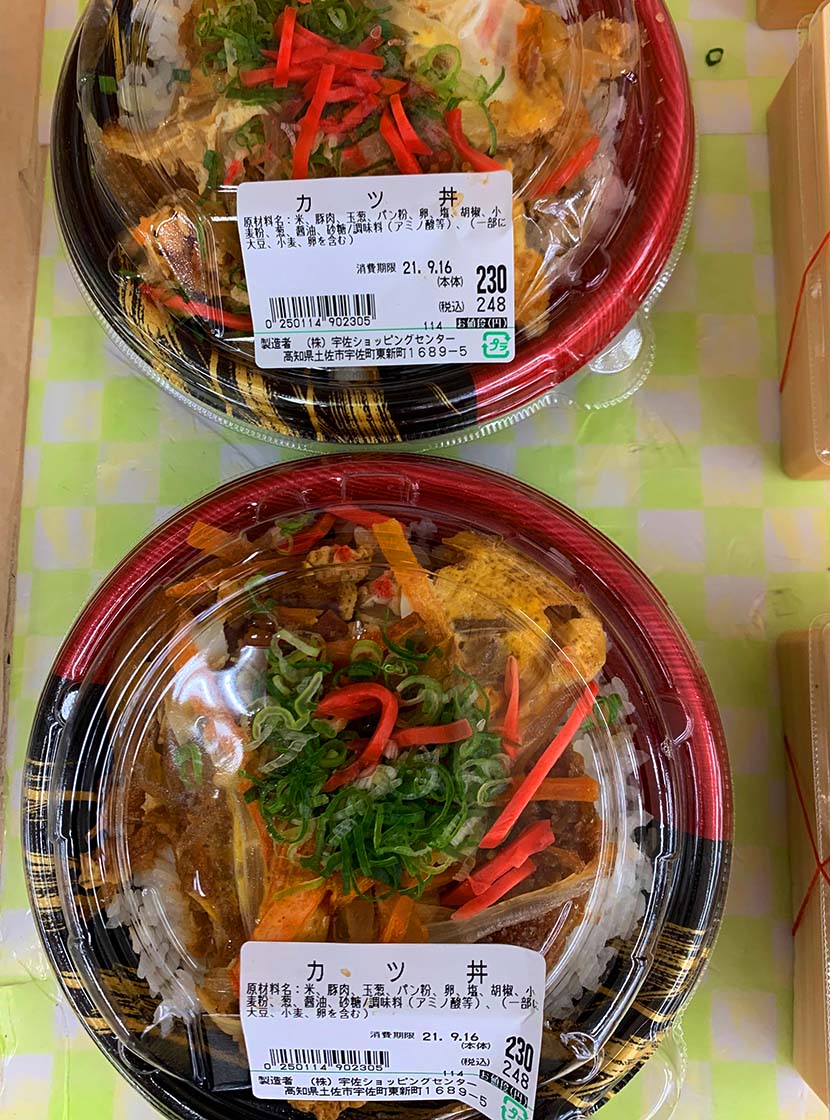 カツ丼
原材料名：米、豚肉、玉葱、パン粉、卵、塩、胡椒、小
麦粉、葱、醤油、砂糖/調味料（アミノ酸等）、（一部に
大豆、小麦、卵を含む）
消費期限 21.9.16
(本体) 230
(税込) 248
0 250114 902305
114 お値段(円)
製造者 （株）宇佐ショッピングセンター
高知県土佐市宇佐町東新町1689-5
プラ
カツ丼
原材料名：米、豚肉、玉葱、パン粉、卵、塩、胡椒、小
麦粉、葱、醤油、砂糖/調味料（アミノ酸等）、（一部に
大豆、小麦、卵を含む）
消費期限 21.9.16
(本体) 230
(税込) 248
0 250114 902305
114 お値段(円)
製造者 （株）宇佐ショッピングセンター
高知県土佐市宇佐町東新町1689-5